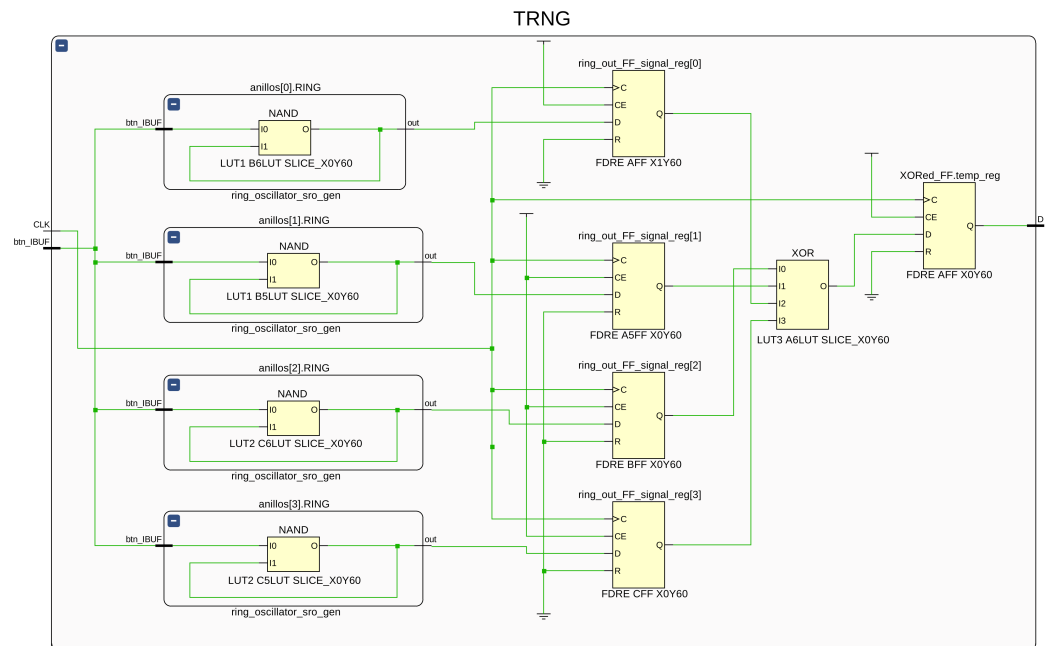 TRNG
anillos[0].RING
btn_IBUF
NAND
I0
O
I1
LUT1 B6LUT SLICE_X0Y60
out
ring_oscillator_sro_gen
anillos[1].RING
btn_IBUF
NAND
I0
O
I1
LUT1 B5LUT SLICE_X0Y60
out
ring_oscillator_sro_gen
CLK
btn_IBUF
anillos[2].RING
btn_IBUF
NAND
I0
O
I1
LUT2 C6LUT SLICE_X0Y60
out
ring_oscillator_sro_gen
anillos[3].RING
btn_IBUF
NAND
I0
O
I1
LUT2 C5LUT SLICE_X0Y60
out
ring_oscillator_sro_gen
ring_out_FF_signal_reg[0]
C
CE
D
R
Q
FDRE AFF X1Y60
ring_out_FF_signal_reg[1]
C
CE
D
R
Q
FDRE A5FF X0Y60
ring_out_FF_signal_reg[2]
C
CE
D
R
Q
FDRE BFF X0Y60
ring_out_FF_signal_reg[3]
C
CE
D
R
Q
FDRE CFF X0Y60
XOR
I0
I1
I2
I3
O
LUT3 A6LUT SLICE_X0Y60
XORed_FF.temp_reg
C
CE
D
R
Q
FDRE AFF X0Y60
D